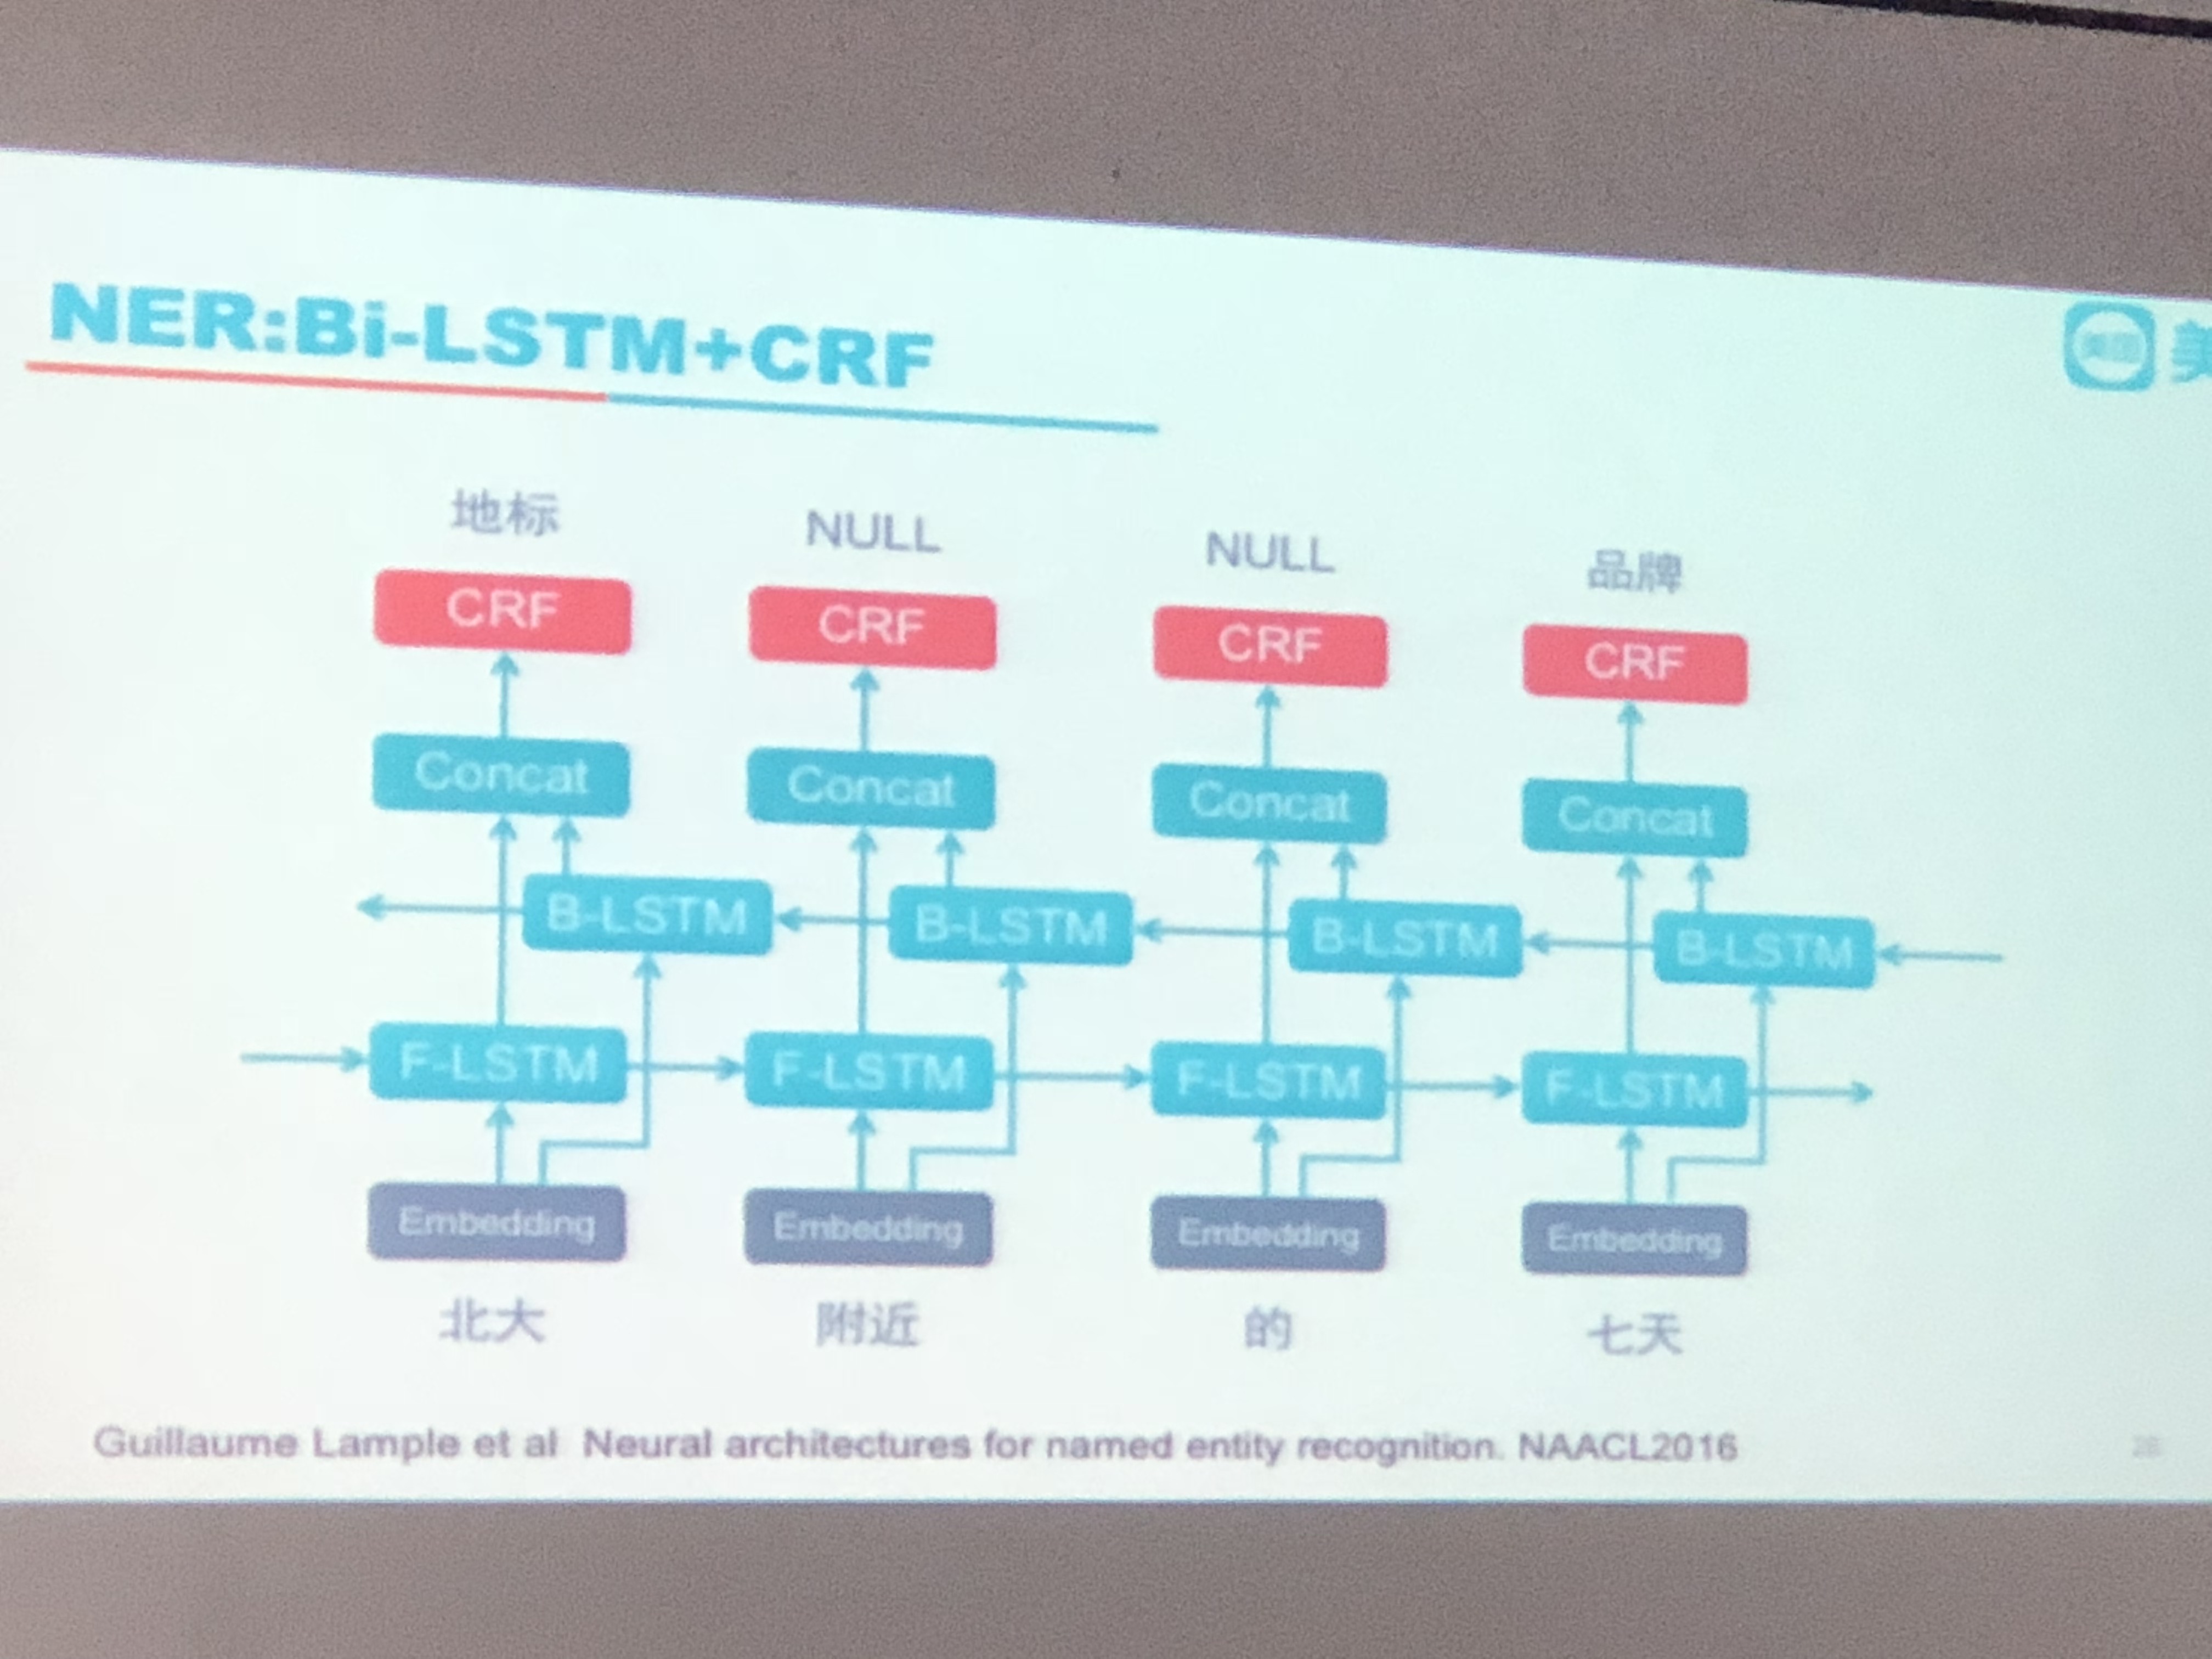 NER:Bi-LSTM+CRF
美团 美
地标 NULL NULL 品牌
CRF CRF CRF CRF
Concat Concat Concat Concat
B-LSTM B-LSTM B-LSTM B-LSTM
F-LSTM F-LSTM F-LSTM F-LSTM
Embedding Embedding Embedding Embedding
北大 附近 的 七天
Guillaume Lample et al Neural architectures for named entity recognition. NAACL2016